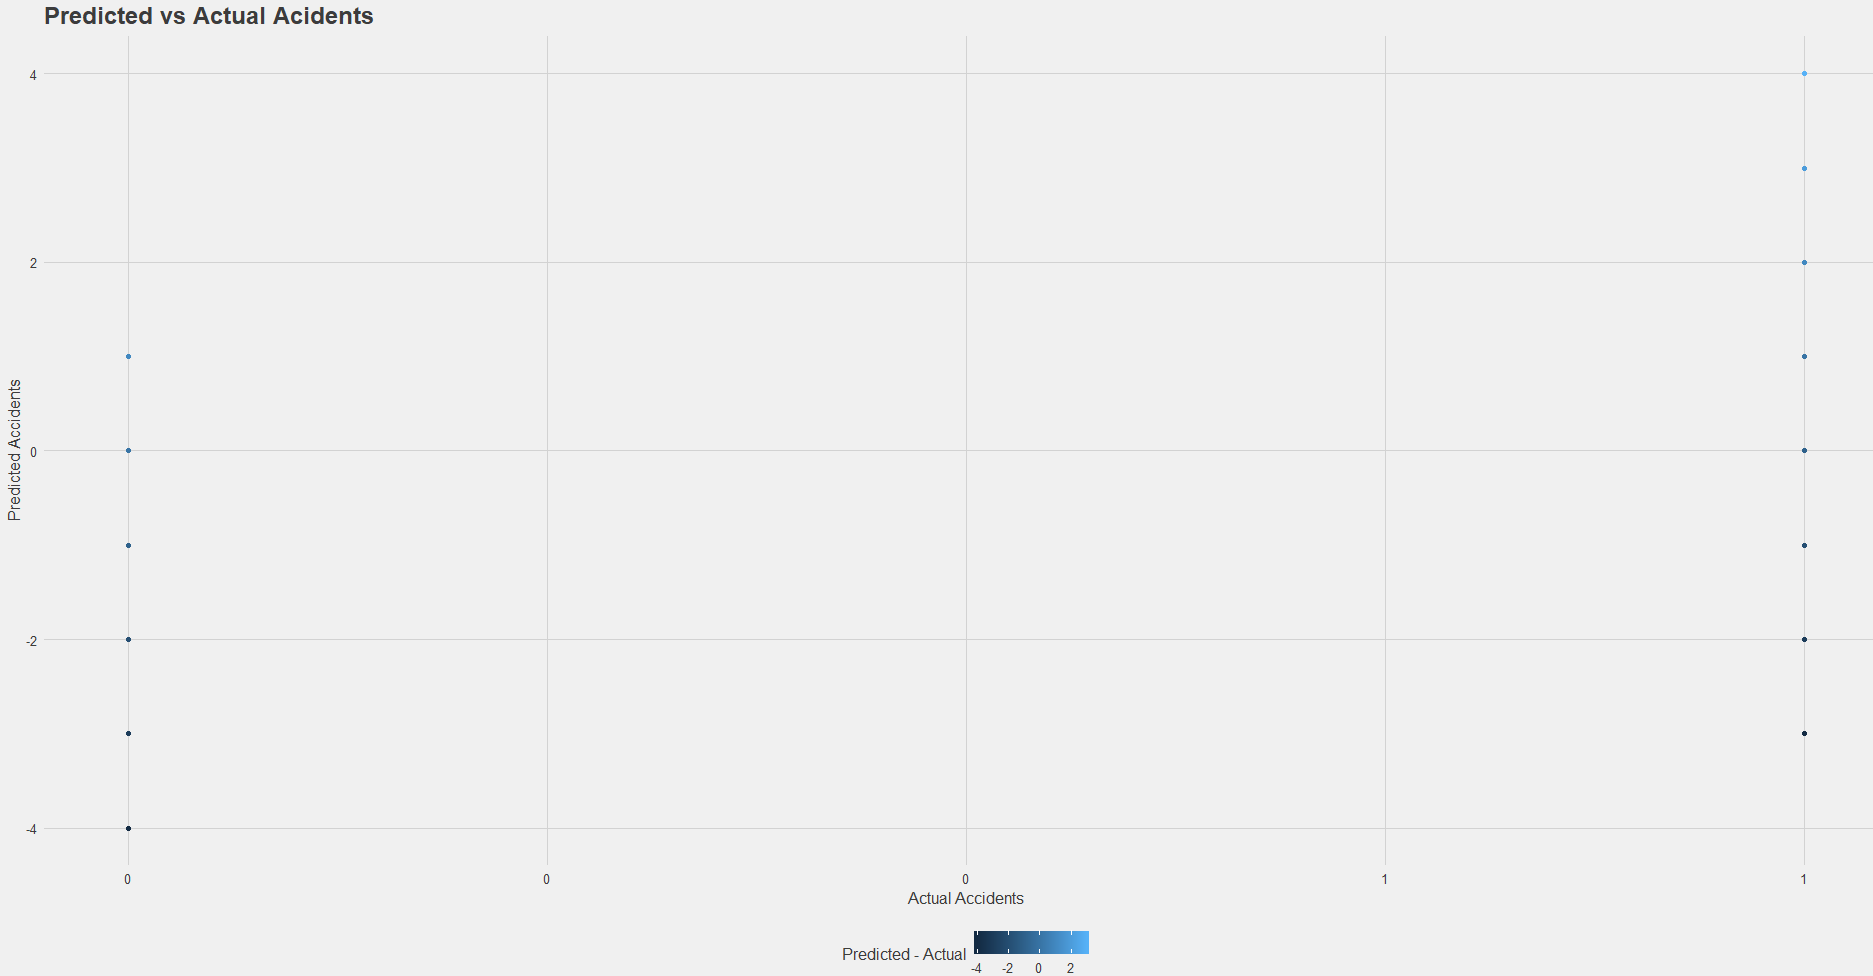 Predicted vs Actual Acidents
4
2
0
-2
-4
Predicted Accidents
0 0 0 1 1
Actual Accidents
Predicted - Actual
-4 -2 0 2